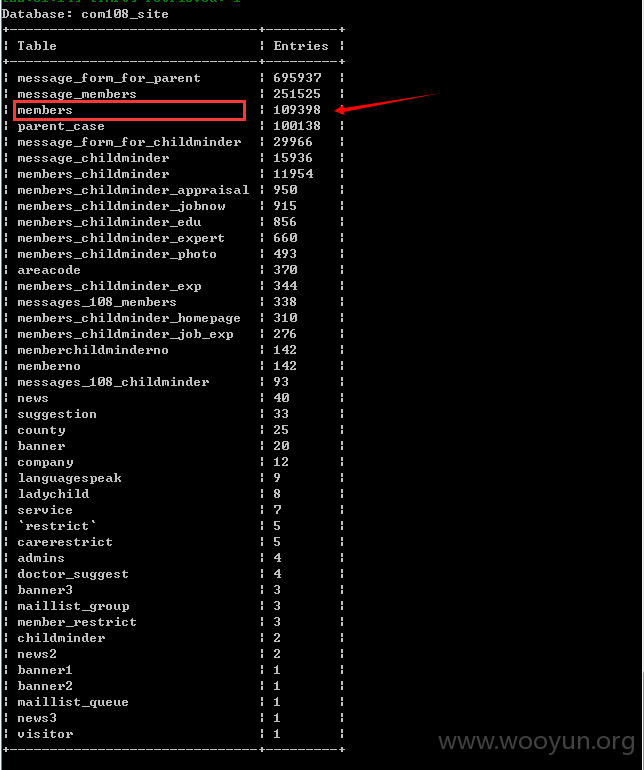 Database: com108_site
+--------------------------------+---------+
| Table | Entries |
+--------------------------------+---------+
| message_form_for_parent | 695937 |
| message_members | 251525 |
| members | 109398 |
| parent_case | 100138 |
| message_form_for_childminder | 29966 |
| message_childminder | 15936 |
| members_childminder | 11954 |
| members_childminder_appraisal | 950 |
| members_childminder_jobnow | 915 |
| members_childminder_edu | 856 |
| members_childminder_expert | 660 |
| members_childminder_photo | 493 |
| areacode | 370 |
| members_childminder_exp | 344 |
| messages_108_members | 338 |
| members_childminder_homepage | 310 |
| members_childminder_job_exp | 276 |
| memberchildminderno | 142 |
| memberno | 142 |
| messages_108_childminder | 93 |
| news | 40 |
| suggestion | 33 |
| county | 25 |
| banner | 20 |
| company | 12 |
| languagespeak | 9 |
| ladychild | 8 |
| service | 7 |
| `restrict` | 5 |
| carerestrict | 5 |
| admins | 4 |
| doctor_suggest | 4 |
| banner3 | 3 |
| maillist_group | 3 |
| member_restrict | 3 |
| childminder | 2 |
| news2 | 2 |
| banner1 | 1 |
| banner2 | 1 |
| maillist_queue | 1 |
| news3 | 1 |
| visitor | 1 |
+--------------------------------+---------+
www.wooyun.org